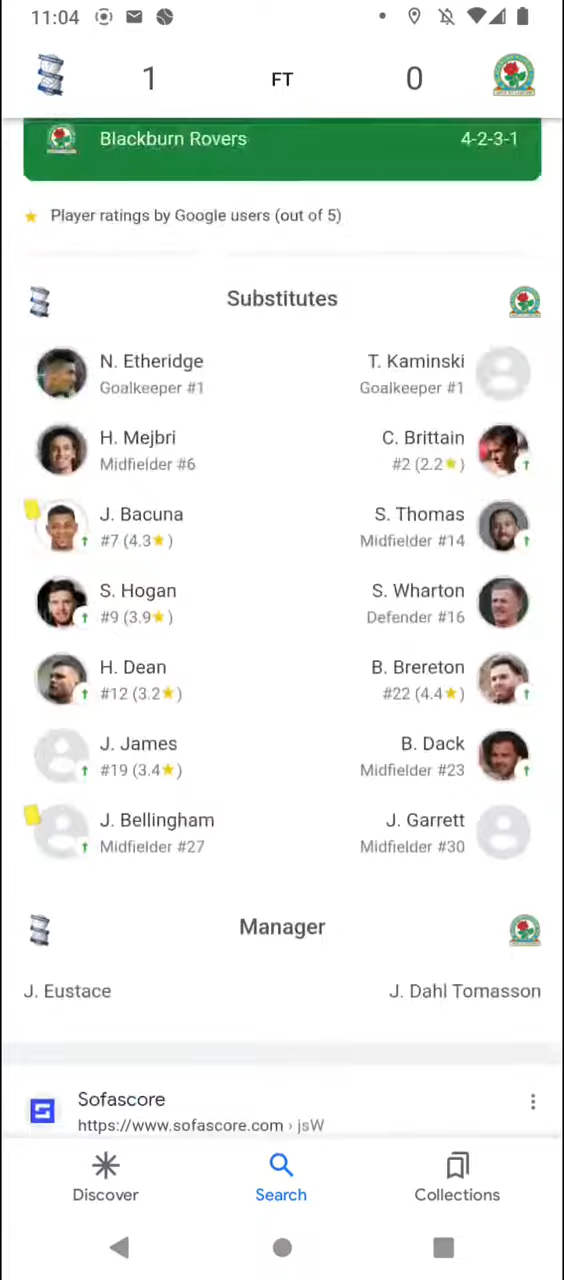 11:04
1 FT 0
Blackburn Rovers 4-2-3-1
Player ratings by Google users (out of 5)
Substitutes
N. Etheridge
Goalkeeper #1
T. Kaminski
Goalkeeper #1
H. Mejbri
Midfielder #6
C. Brittain
#2 (2.2★)
J. Bacuna
#7 (4.3★)
S. Thomas
Midfielder #14
S. Hogan
#9 (3.9★)
S. Wharton
Defender #16
H. Dean
#12 (3.2★)
B. Brereton
#22 (4.4★)
J. James
#19 (3.4★)
B. Dack
Midfielder #23
J. Bellingham
Midfielder #27
J. Garrett
Midfielder #30
Manager
J. Eustace J. Dahl Tomasson
Sofascore
https://www.sofascore.com › jsW
Discover Search Collections